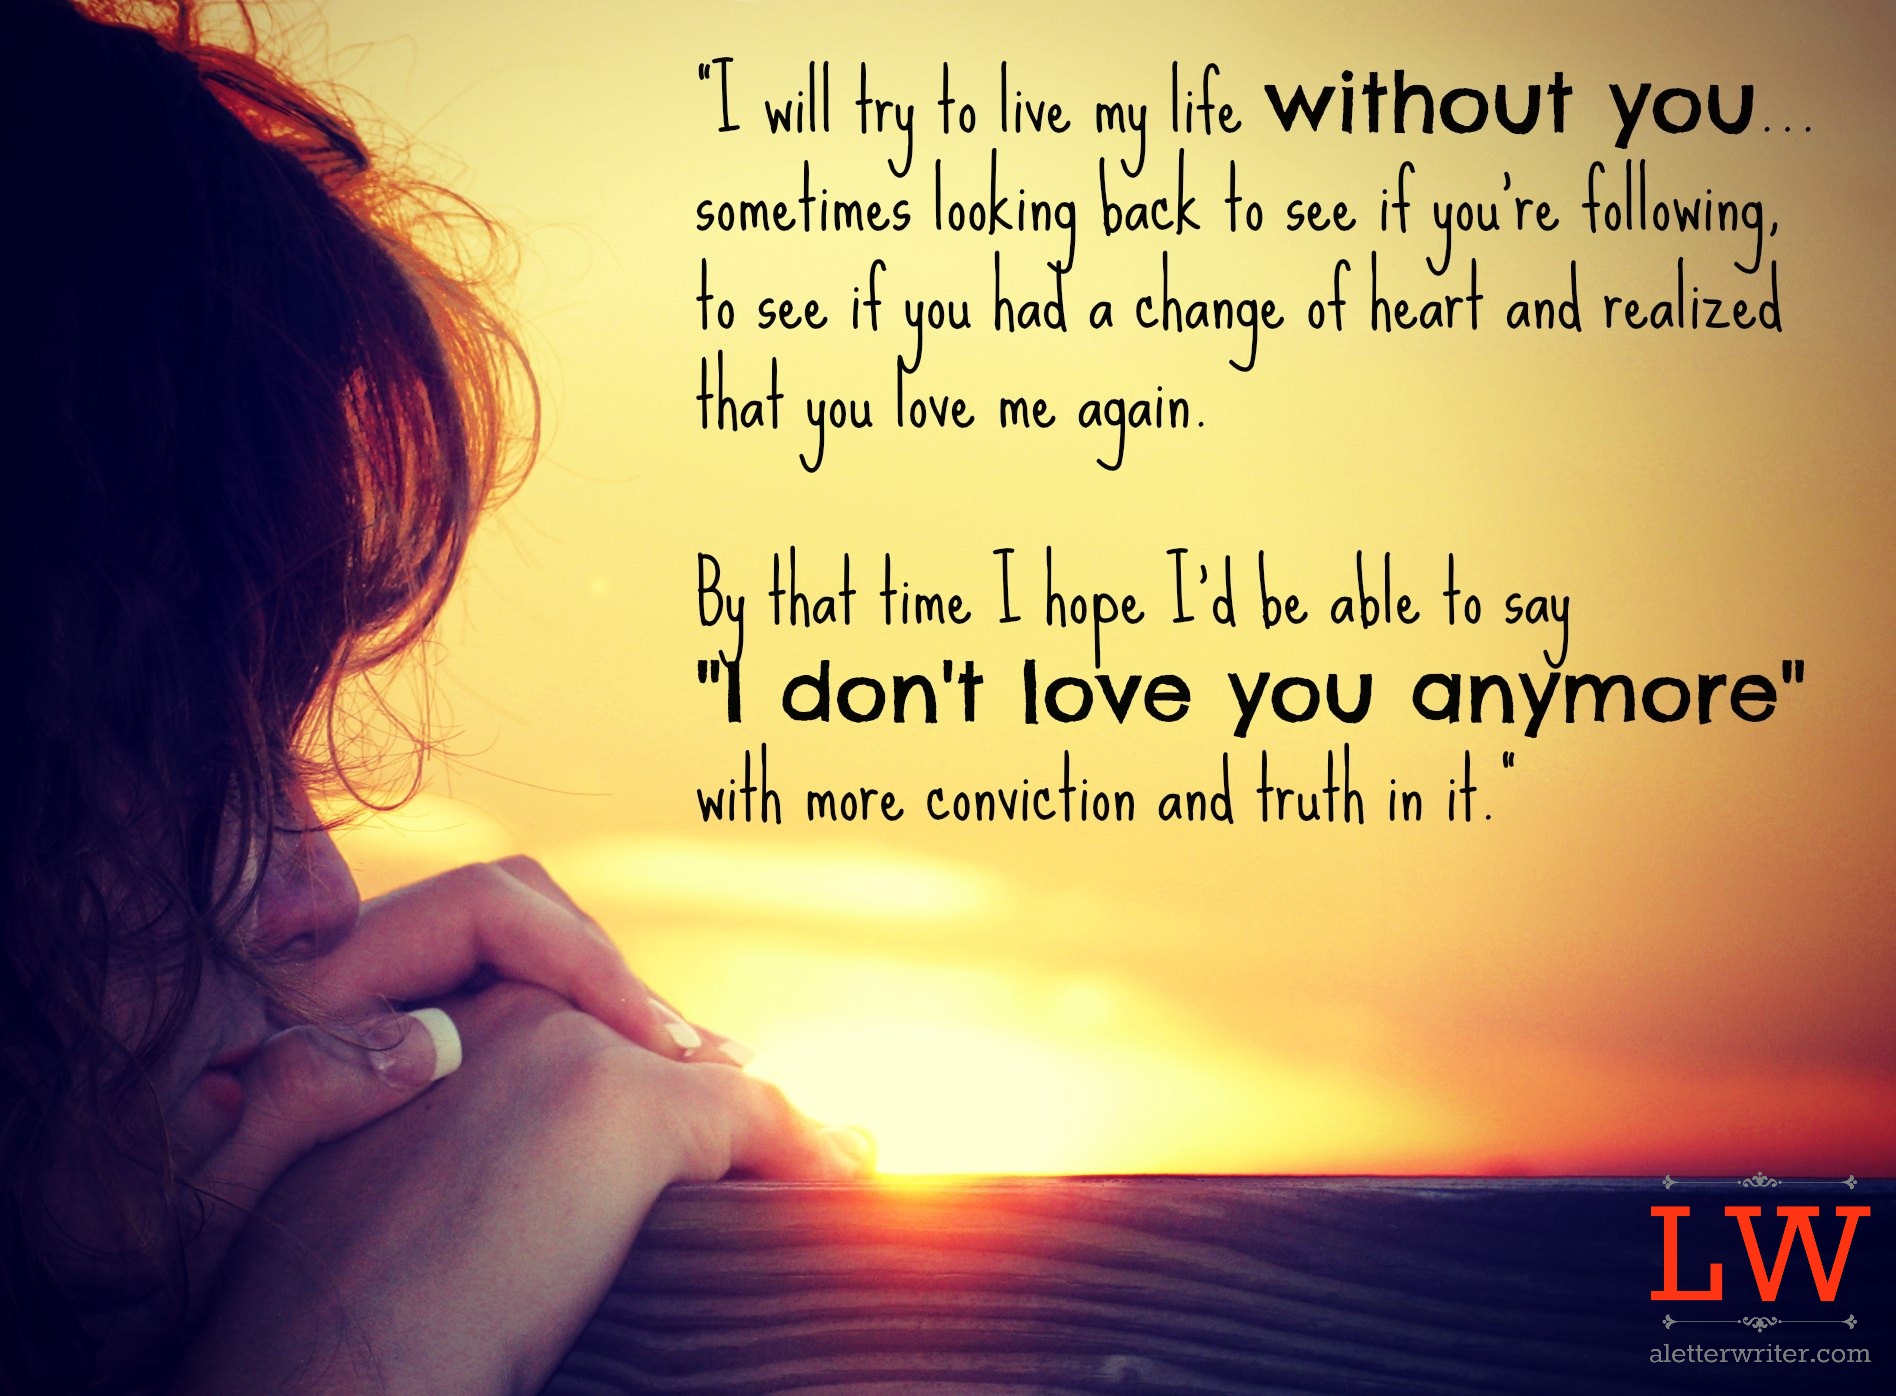 "I will try to live my life without you...
sometimes looking back to see if you're following,
to see if you had a change of heart and realized
that you love me again.
By that time I hope I'd be able to say
"I don't love you anymore"
with more conviction and truth in it."
LW
aletterwriter.com